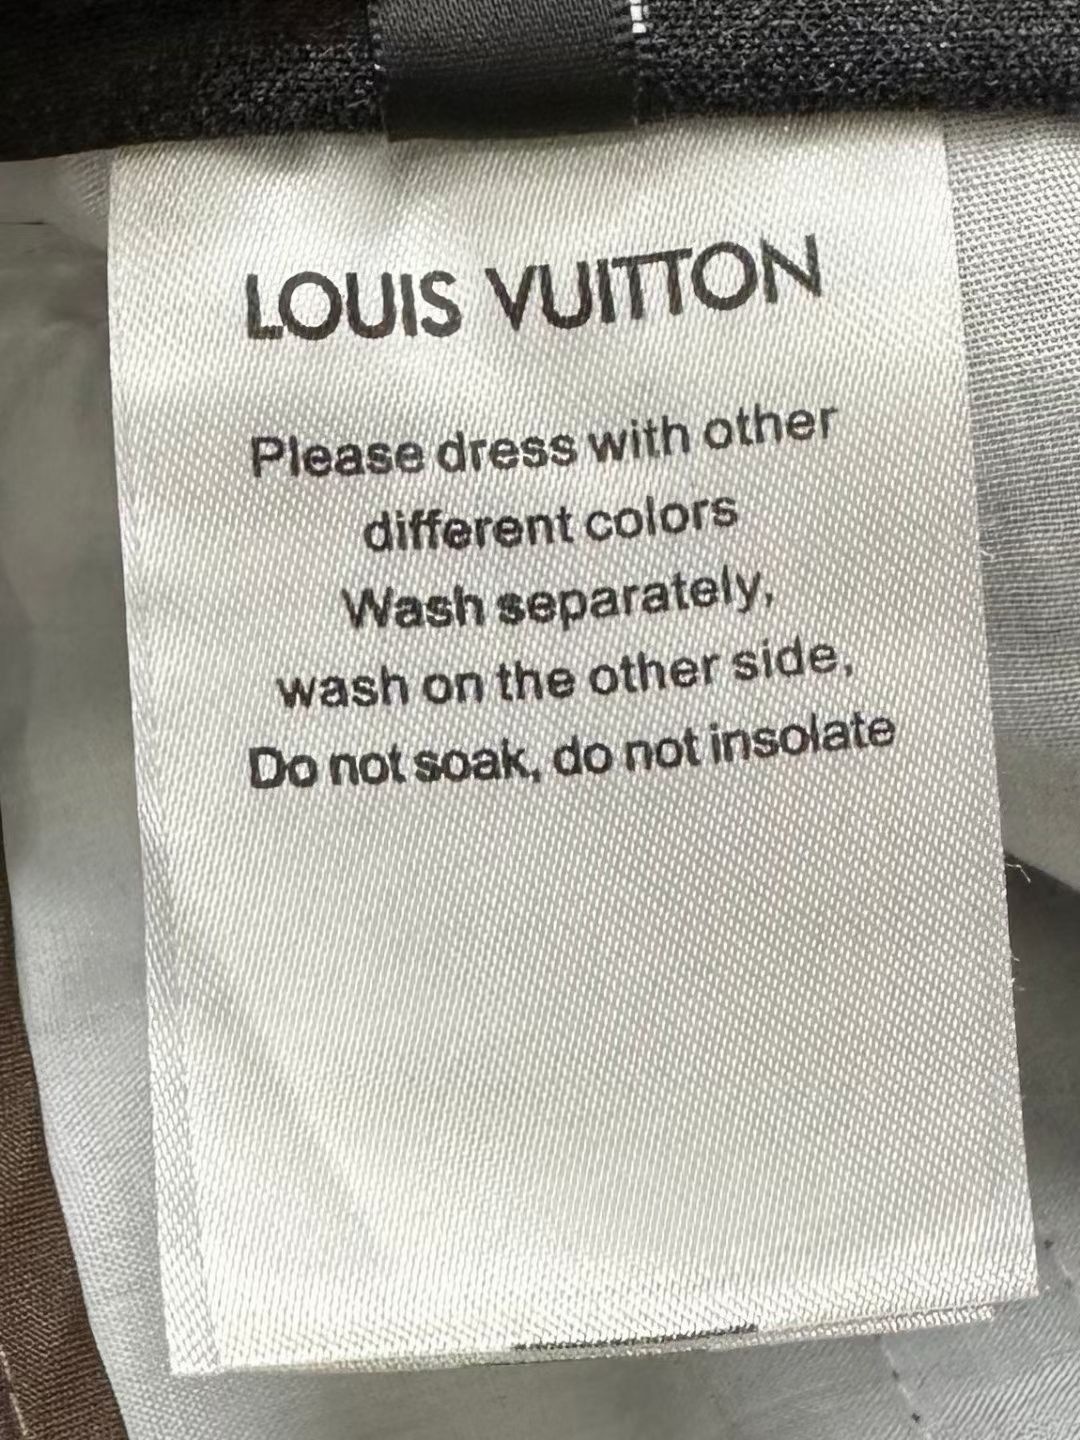 LOUIS VUITTON
Please dress with other
different colors
Wash separately,
wash on the other side,
Do not soak, do not insolate